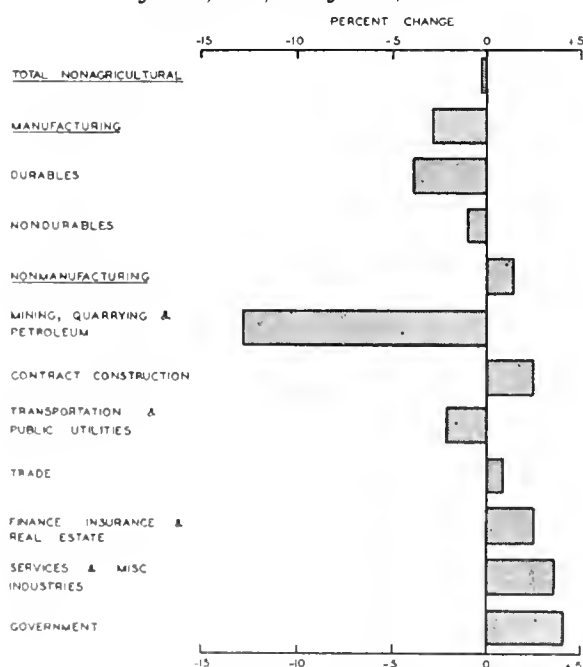 PERCENT CHANGE
-15 -10 -5 0 +5
TOTAL NONAGRICULTURAL
MANUFACTURING
DURABLES
NONDURABLES
NONMANUFACTURING
MINING, QUARRYING &
PETROLEUM
CONTRACT CONSTRUCTION
TRANSPORTATION &
PUBLIC UTILITIES
TRADE
FINANCE INSURANCE &
REAL ESTATE
SERVICES & MISC
INDUSTRIES
GOVERNMENT
-15 -10 -5 0 +5